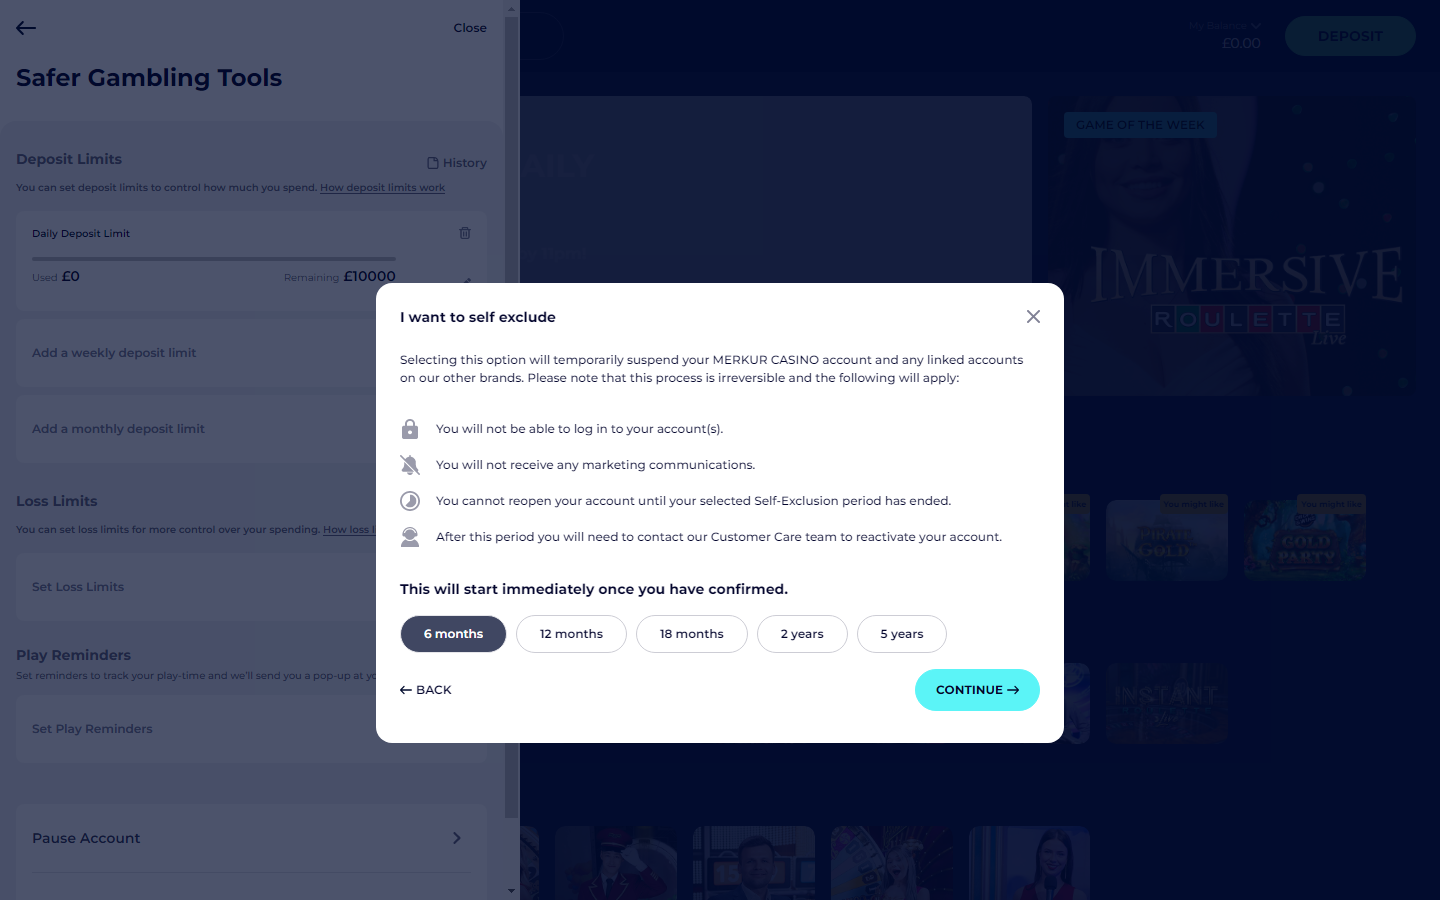 Close
Safer Gambling Tools
Deposit Limits
History
You can set deposit limits to control how much you spend. How deposit limits work
Daily Deposit Limit
Used £0
Remaining £10000
Add a weekly deposit limit
Add a monthly deposit limit
Loss Limits
You can set loss limits for more control over your spending. How loss l
Set Loss Limits
Play Reminders
Set reminders to track your play-time and we'll send you a pop-up at yo
Set Play Reminders
Pause Account
My Balance
£0.00
DEPOSIT
GAME OF THE WEEK
IMMERSIVE
ROULETTE
Live
I want to self exclude
Selecting this option will temporarily suspend your MERKUR CASINO account and any linked accounts
on our other brands. Please note that this process is irreversible and the following will apply:
You will not be able to log in to your account(s).
You will not receive any marketing communications.
You cannot reopen your account until your selected Self-Exclusion period has ended.
After this period you will need to contact our Customer Care team to reactivate your account.
This will start immediately once you have confirmed.
6 months
12 months
18 months
2 years
5 years
BACK
CONTINUE
like
You might like
You might like
PIRATE
GOLD
GOLD
PARTY
INSTANT